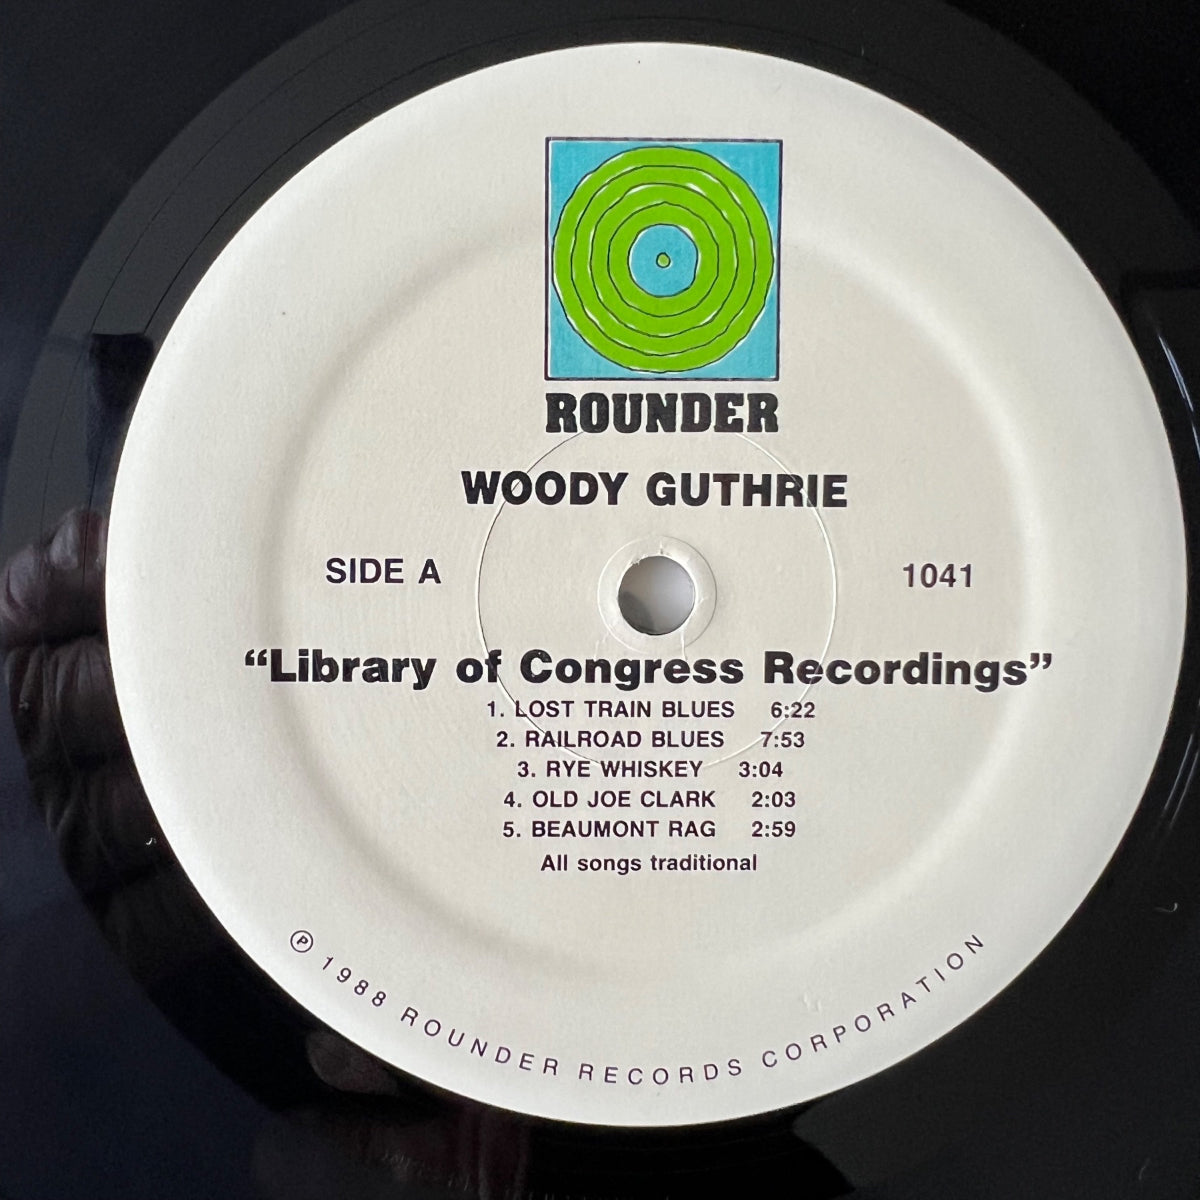 ROUNDER
WOODY GUTHRIE
SIDE A 1041
“Library of Congress Recordings”
1. LOST TRAIN BLUES 6:22
2. RAILROAD BLUES 7:53
3. RYE WHISKEY 3:04
4. OLD JOE CLARK 2:03
5. BEAUMONT RAG 2:59
All songs traditional
℗ 1988 ROUNDER RECORDS CORPORATION